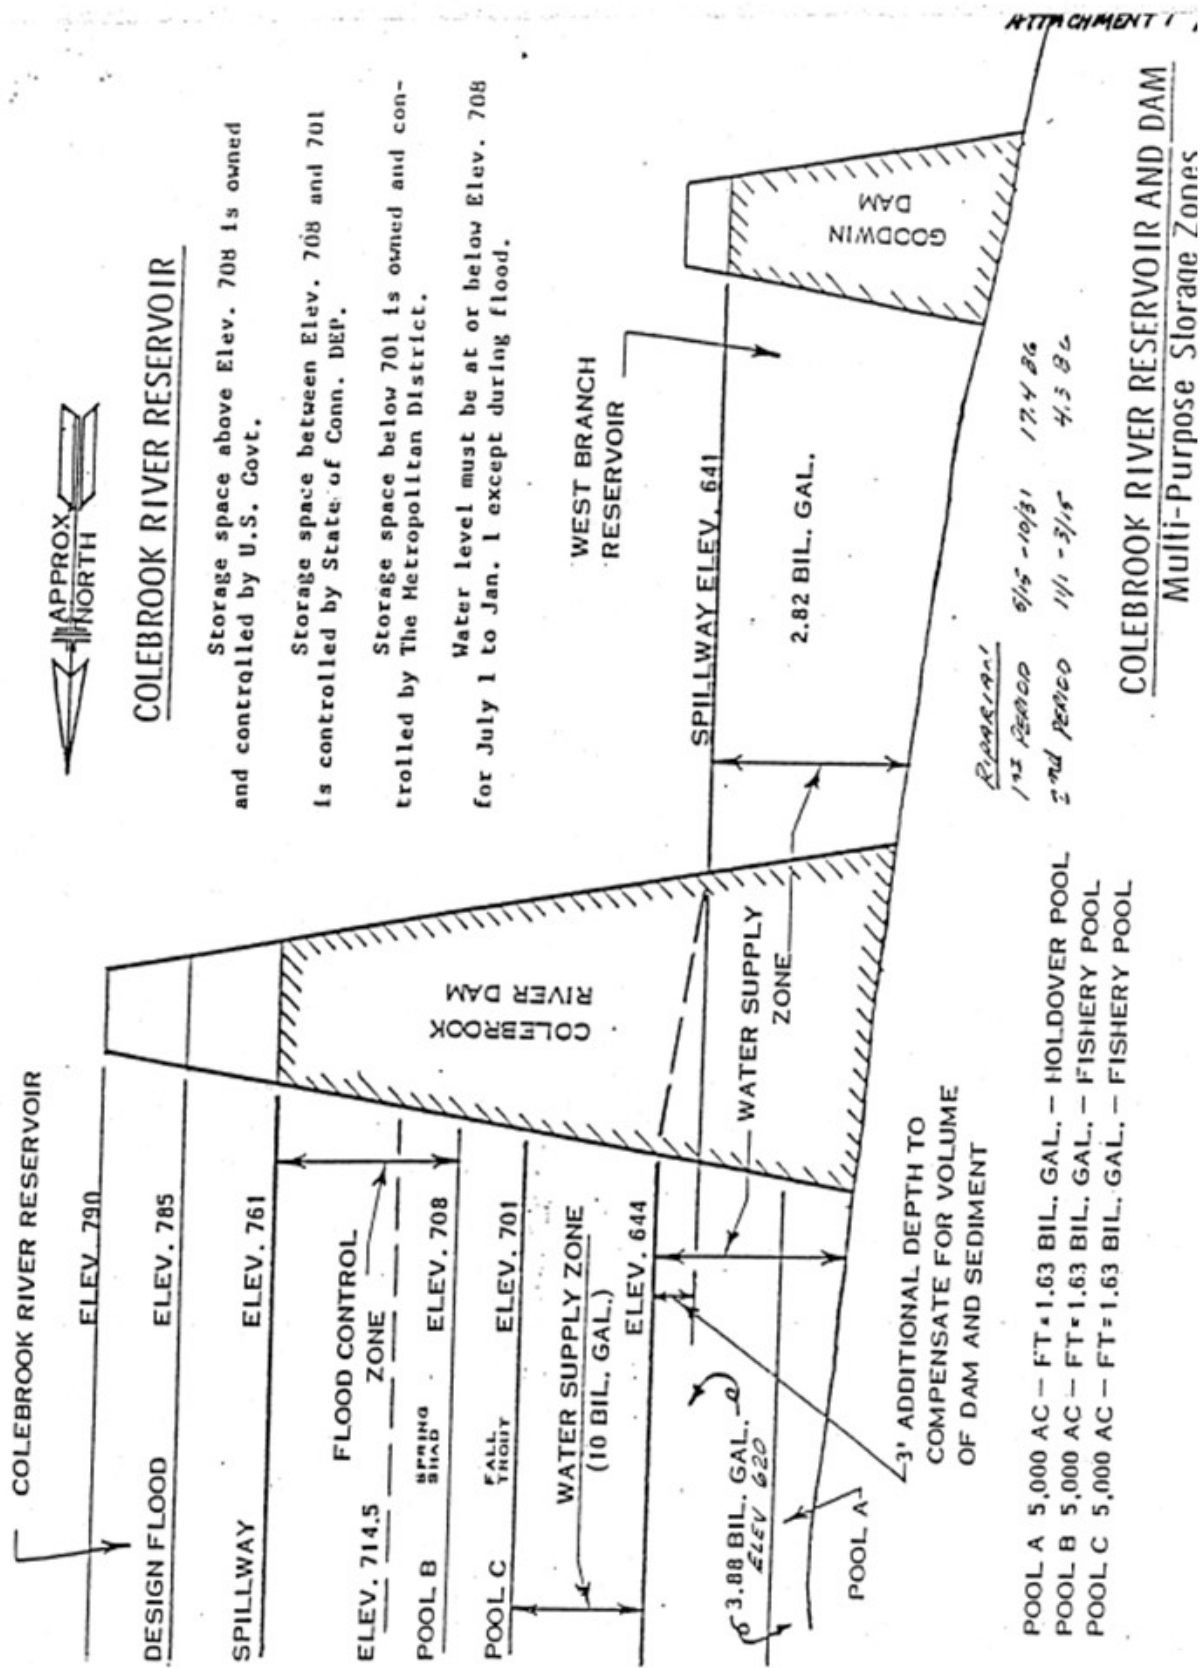 ATTACHMENT 1
APPROX.
NORTH
COLEBROOK RIVER RESERVOIR
Storage space above Elev. 708 is owned
and controlled by U.S. Govt.
Storage space between Elev. 708 and 701
is controlled by State of Conn. DEP.
Storage space below 701 is owned and con-
trolled by The Metropolitan District.
Water level must be at or below Elev. 708
for July 1 to Jan. 1 except during flood.
COLEBROOK RIVER RESERVOIR
ELEV. 790
DESIGN FLOOD ELEV. 785
SPILLWAY ELEV. 761
FLOOD CONTROL
ZONE
ELEV. 714.5
POOL B SPRING SHAD ELEV. 708
POOL C FALL TROUT ELEV. 701
WATER SUPPLY ZONE
(10 BIL. GAL.)
ELEV. 644
3.88 BIL. GAL.
ELEV 620
POOL A
3' ADDITIONAL DEPTH TO
COMPENSATE FOR VOLUME
OF DAM AND SEDIMENT
COLEBROOK
RIVER DAM
WATER SUPPLY
ZONE
WEST BRANCH
RESERVOIR
SPILLWAY ELEV. 641
2.82 BIL. GAL.
GOODWIN
DAM
RIPARIAN
1ST PERIOD 5/15 - 10/31 17.4 BG
2nd PERIOD 11/1 - 3/15 4.3 BG
POOL A 5,000 AC – FT = 1.63 BIL. GAL. – HOLDOVER POOL
POOL B 5,000 AC – FT = 1.63 BIL. GAL. – FISHERY POOL
POOL C 5,000 AC – FT = 1.63 BIL. GAL. – FISHERY POOL
COLEBROOK RIVER RESERVOIR AND DAM
Multi-Purpose Storage Zones